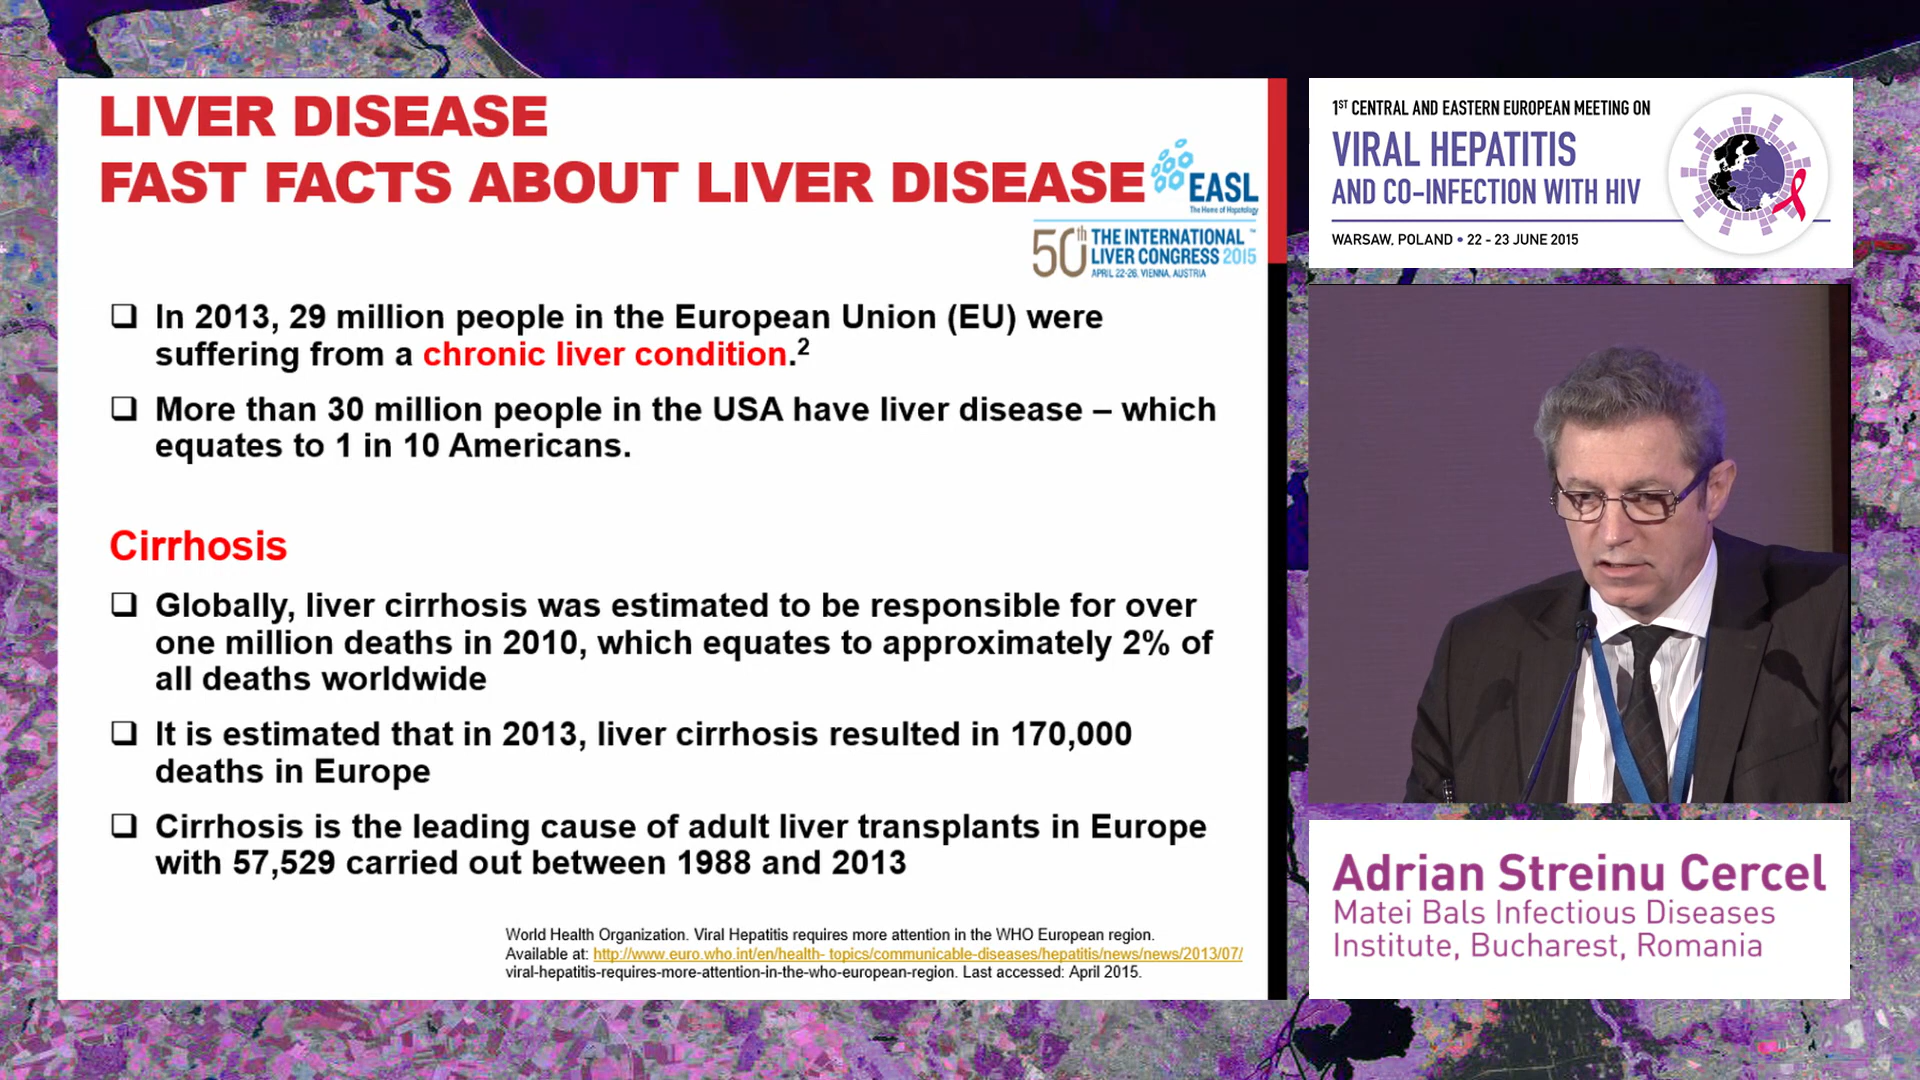 LIVER DISEASE
FAST FACTS ABOUT LIVER DISEASE
EASL
The Home of Hepatology
50th THE INTERNATIONAL
LIVER CONGRESS 2015
APRIL 22-26, VIENNA, AUSTRIA
❑ In 2013, 29 million people in the European Union (EU) were
suffering from a chronic liver condition.²
❑ More than 30 million people in the USA have liver disease – which
equates to 1 in 10 Americans.
Cirrhosis
❑ Globally, liver cirrhosis was estimated to be responsible for over
one million deaths in 2010, which equates to approximately 2% of
all deaths worldwide
❑ It is estimated that in 2013, liver cirrhosis resulted in 170,000
deaths in Europe
❑ Cirrhosis is the leading cause of adult liver transplants in Europe
with 57,529 carried out between 1988 and 2013
World Health Organization. Viral Hepatitis requires more attention in the WHO European region.
Available at: http://www.euro.who.int/en/health- topics/communicable-diseases/hepatitis/news/news/2013/07/
viral-hepatitis-requires-more-attention-in-the-who-european-region. Last accessed: April 2015.
1ST CENTRAL AND EASTERN EUROPEAN MEETING ON
VIRAL HEPATITIS
AND CO-INFECTION WITH HIV
WARSAW, POLAND • 22 - 23 JUNE 2015
Adrian Streinu Cercel
Matei Bals Infectious Diseases
Institute, Bucharest, Romania